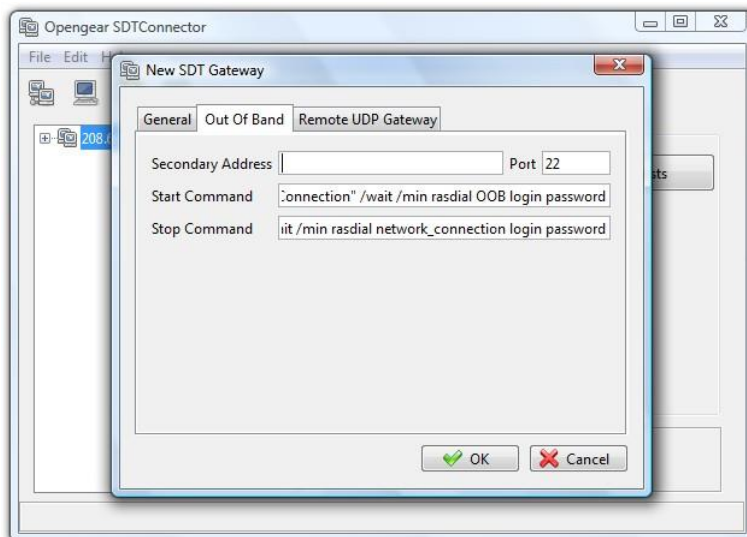 Opengear SDTConnector
File Edit
New SDT Gateway
General Out Of Band Remote UDP Gateway
208.
Secondary Address Port 22
Start Command :onnection" /wait /min rasdial OOB login password
Stop Command iit /min rasdial network_connection login password
OK Cancel